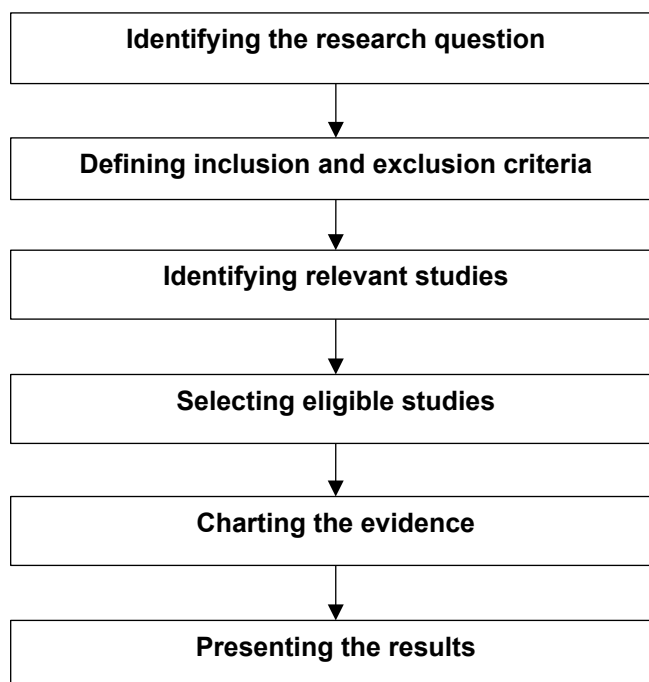 Identifying the research question
Defining inclusion and exclusion criteria
Identifying relevant studies
Selecting eligible studies
Charting the evidence
Presenting the results